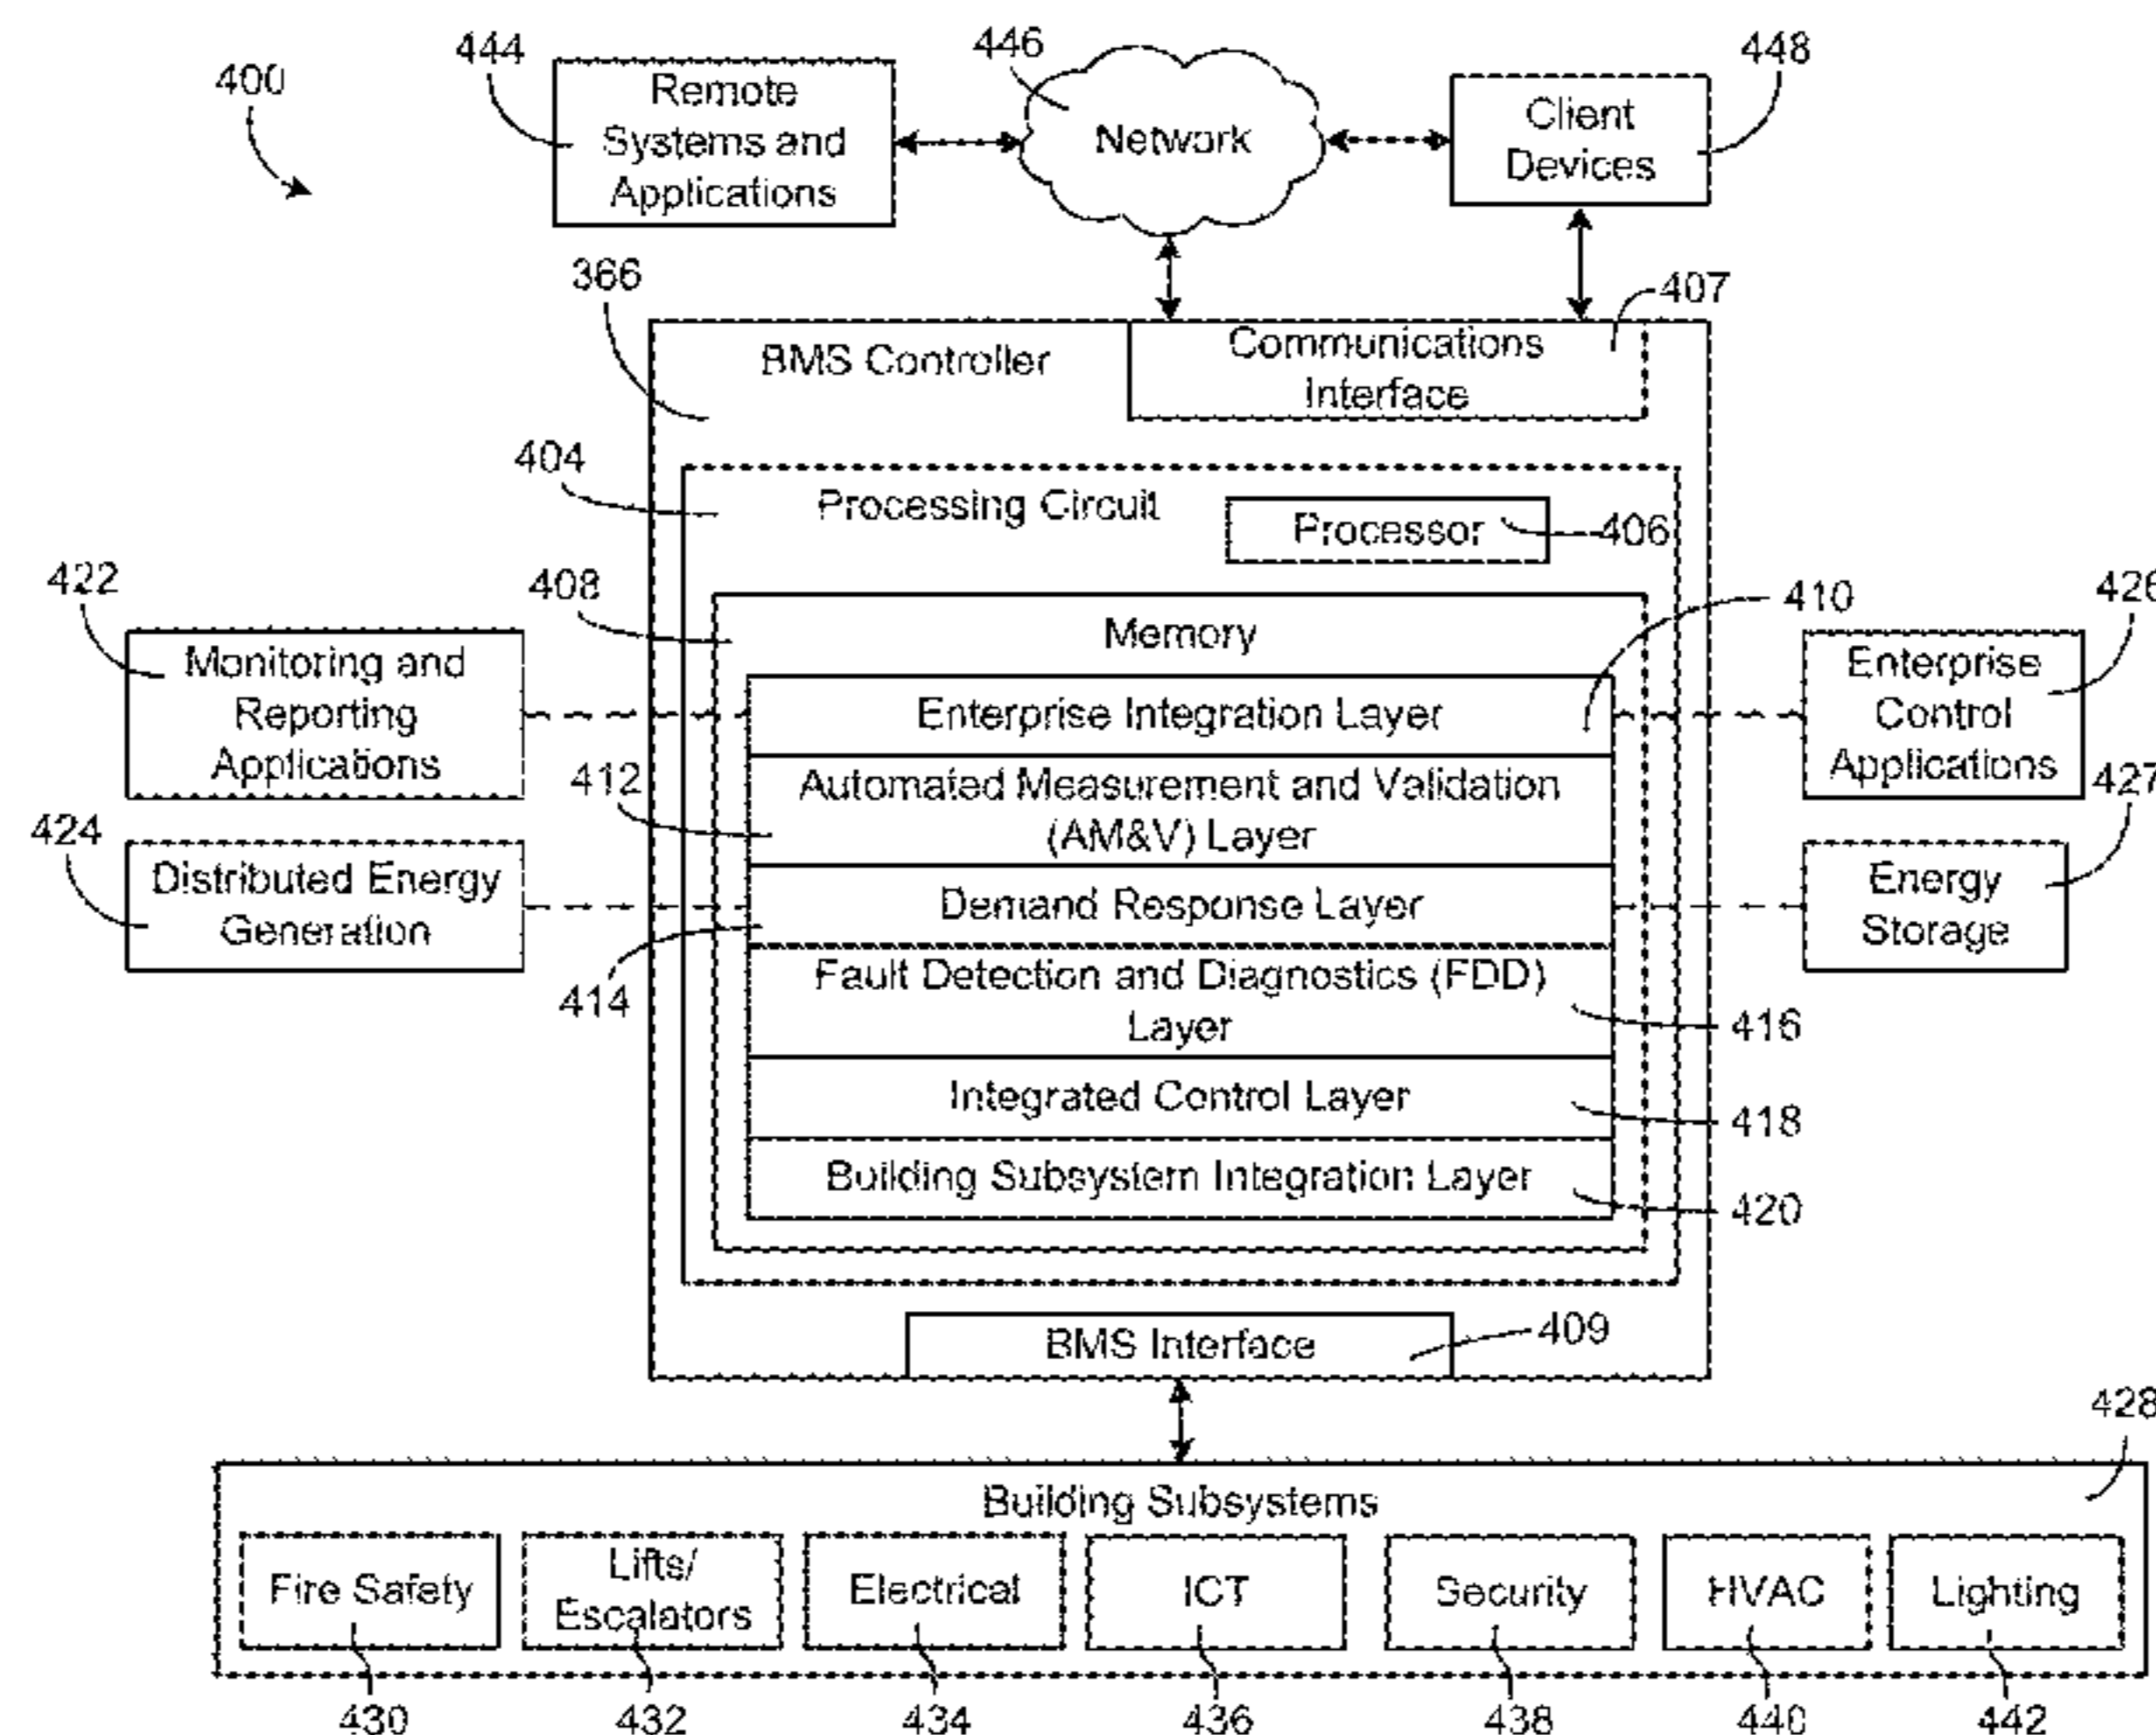 400
444
Remote
Systems and
Applications
446
Network
448
Client
Devices
366
BMS Controller
Communications
Interface
407
404
Processing Circuit
Processor
406
408
Memory
410
422
Monitoring and
Reporting
Applications
426
Enterprise
Control
Applications
Enterprise Integration Layer
412
Automated Measurement and Validation
(AM&V) Layer
424
Distributed Energy
Generation
427
Energy
Storage
Demand Response Layer
414
Fault Detection and Diagnostics (FDD)
Layer
416
Integrated Control Layer
418
Building Subsystem Integration Layer
420
BMS Interface
409
428
Building Subsystems
Fire Safety
Lifts/
Escalators
Electrical
ICT
Security
HVAC
Lighting
430
432
434
436
438
440
442